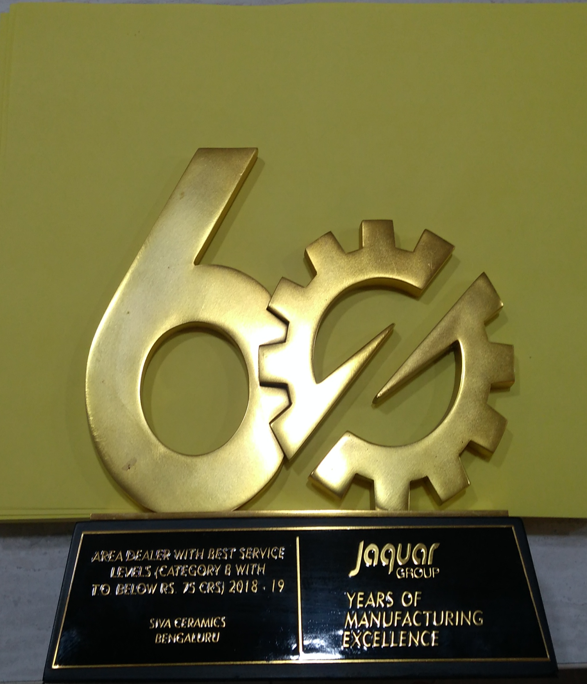 60
AREA DEALER WITH BEST SERVICE
LEVELS (CATEGORY B WITH
TO BELOW RS. 75 CRS) 2018 - 19
SIVA CERAMICS
BENGALURU
Jaquar
GROUP
YEARS OF
MANUFACTURING
EXCELLENCE